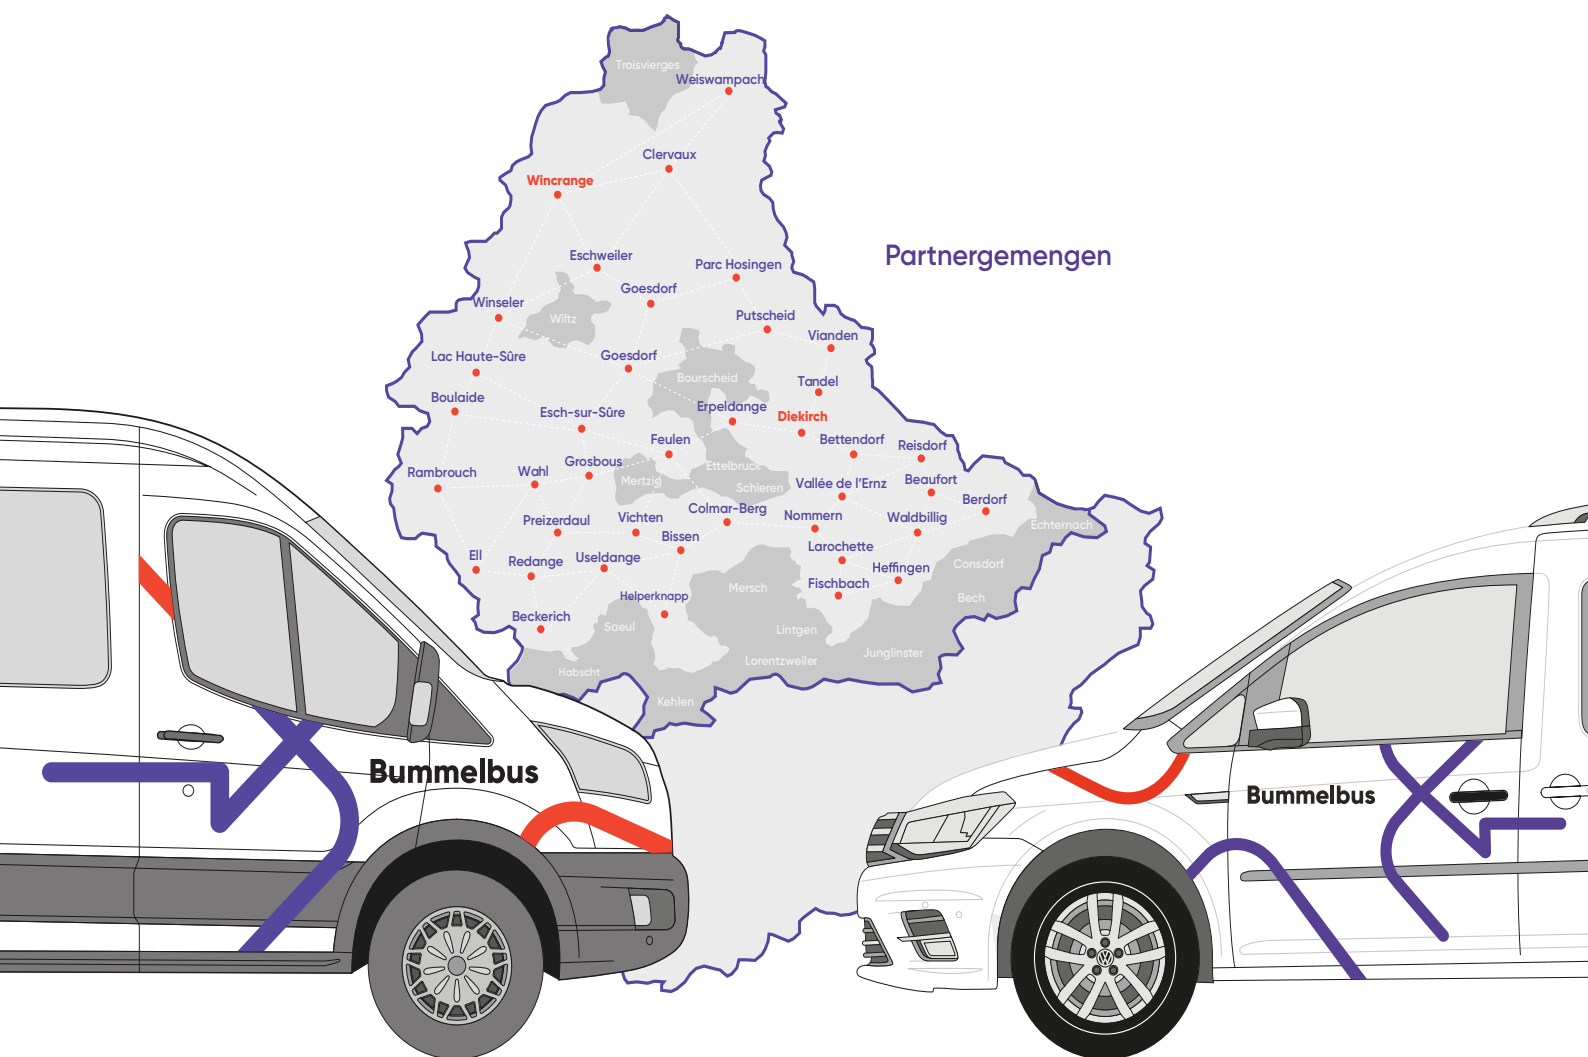 Troisvierges
Weiswampach
Clervaux
Wincrange
Partnergemengen
Eschweiler
Parc Hosingen
Goesdorf
Winseler
Wiltz
Putscheid
Vianden
Lac Haute-Sûre
Goesdorf
Bourscheid
Tandel
Boulaide
Esch-sur-Sûre
Erpeldange
Diekirch
Feulen
Bettendorf
Reisdorf
Rambrouch
Wahl
Grosbous
Ettelbruck
Mertzig
Schieren
Vallée de l'Ernz
Beaufort
Berdorf
Preizerdaul
Vichten
Colmar-Berg
Nommern
Waldbillig
Echternach
Bissen
Ell
Redange
Useldange
Larochette
Heffingen
Consdorf
Mersch
Fischbach
Helperknapp
Bech
Beckerich
Saeul
Lintgen
Habscht
Lorentzweiler
Junglinster
Kehlen
Bummelbus
Bummelbus